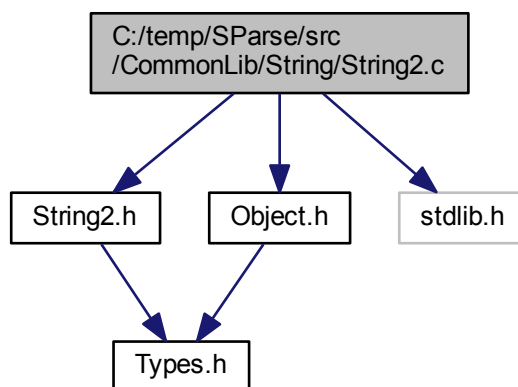 C:/temp/SParse/src
/CommonLib/String/String2.c
String2.h
Object.h
stdlib.h
Types.h